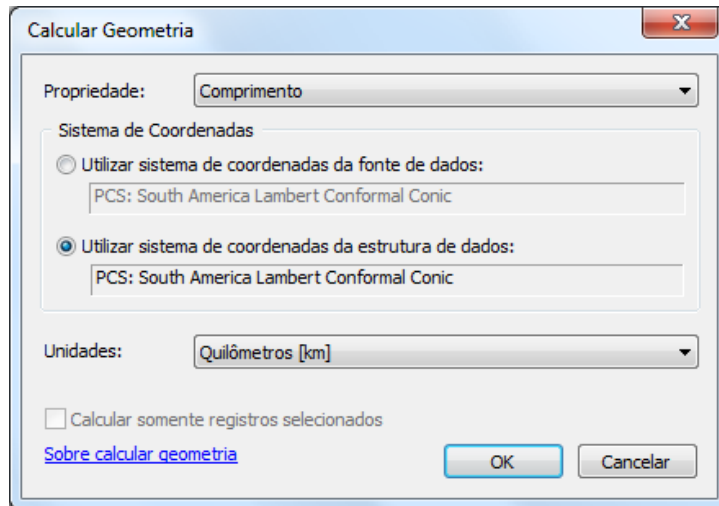 Calcular Geometria
Propriedade: Comprimento
Sistema de Coordenadas
Utilizar sistema de coordenadas da fonte de dados:
PCS: South America Lambert Conformal Conic
Utilizar sistema de coordenadas da estrutura de dados:
PCS: South America Lambert Conformal Conic
Unidades: Quilômetros [km]
Calcular somente registros selecionados
Sobre calcular geometria OK Cancelar